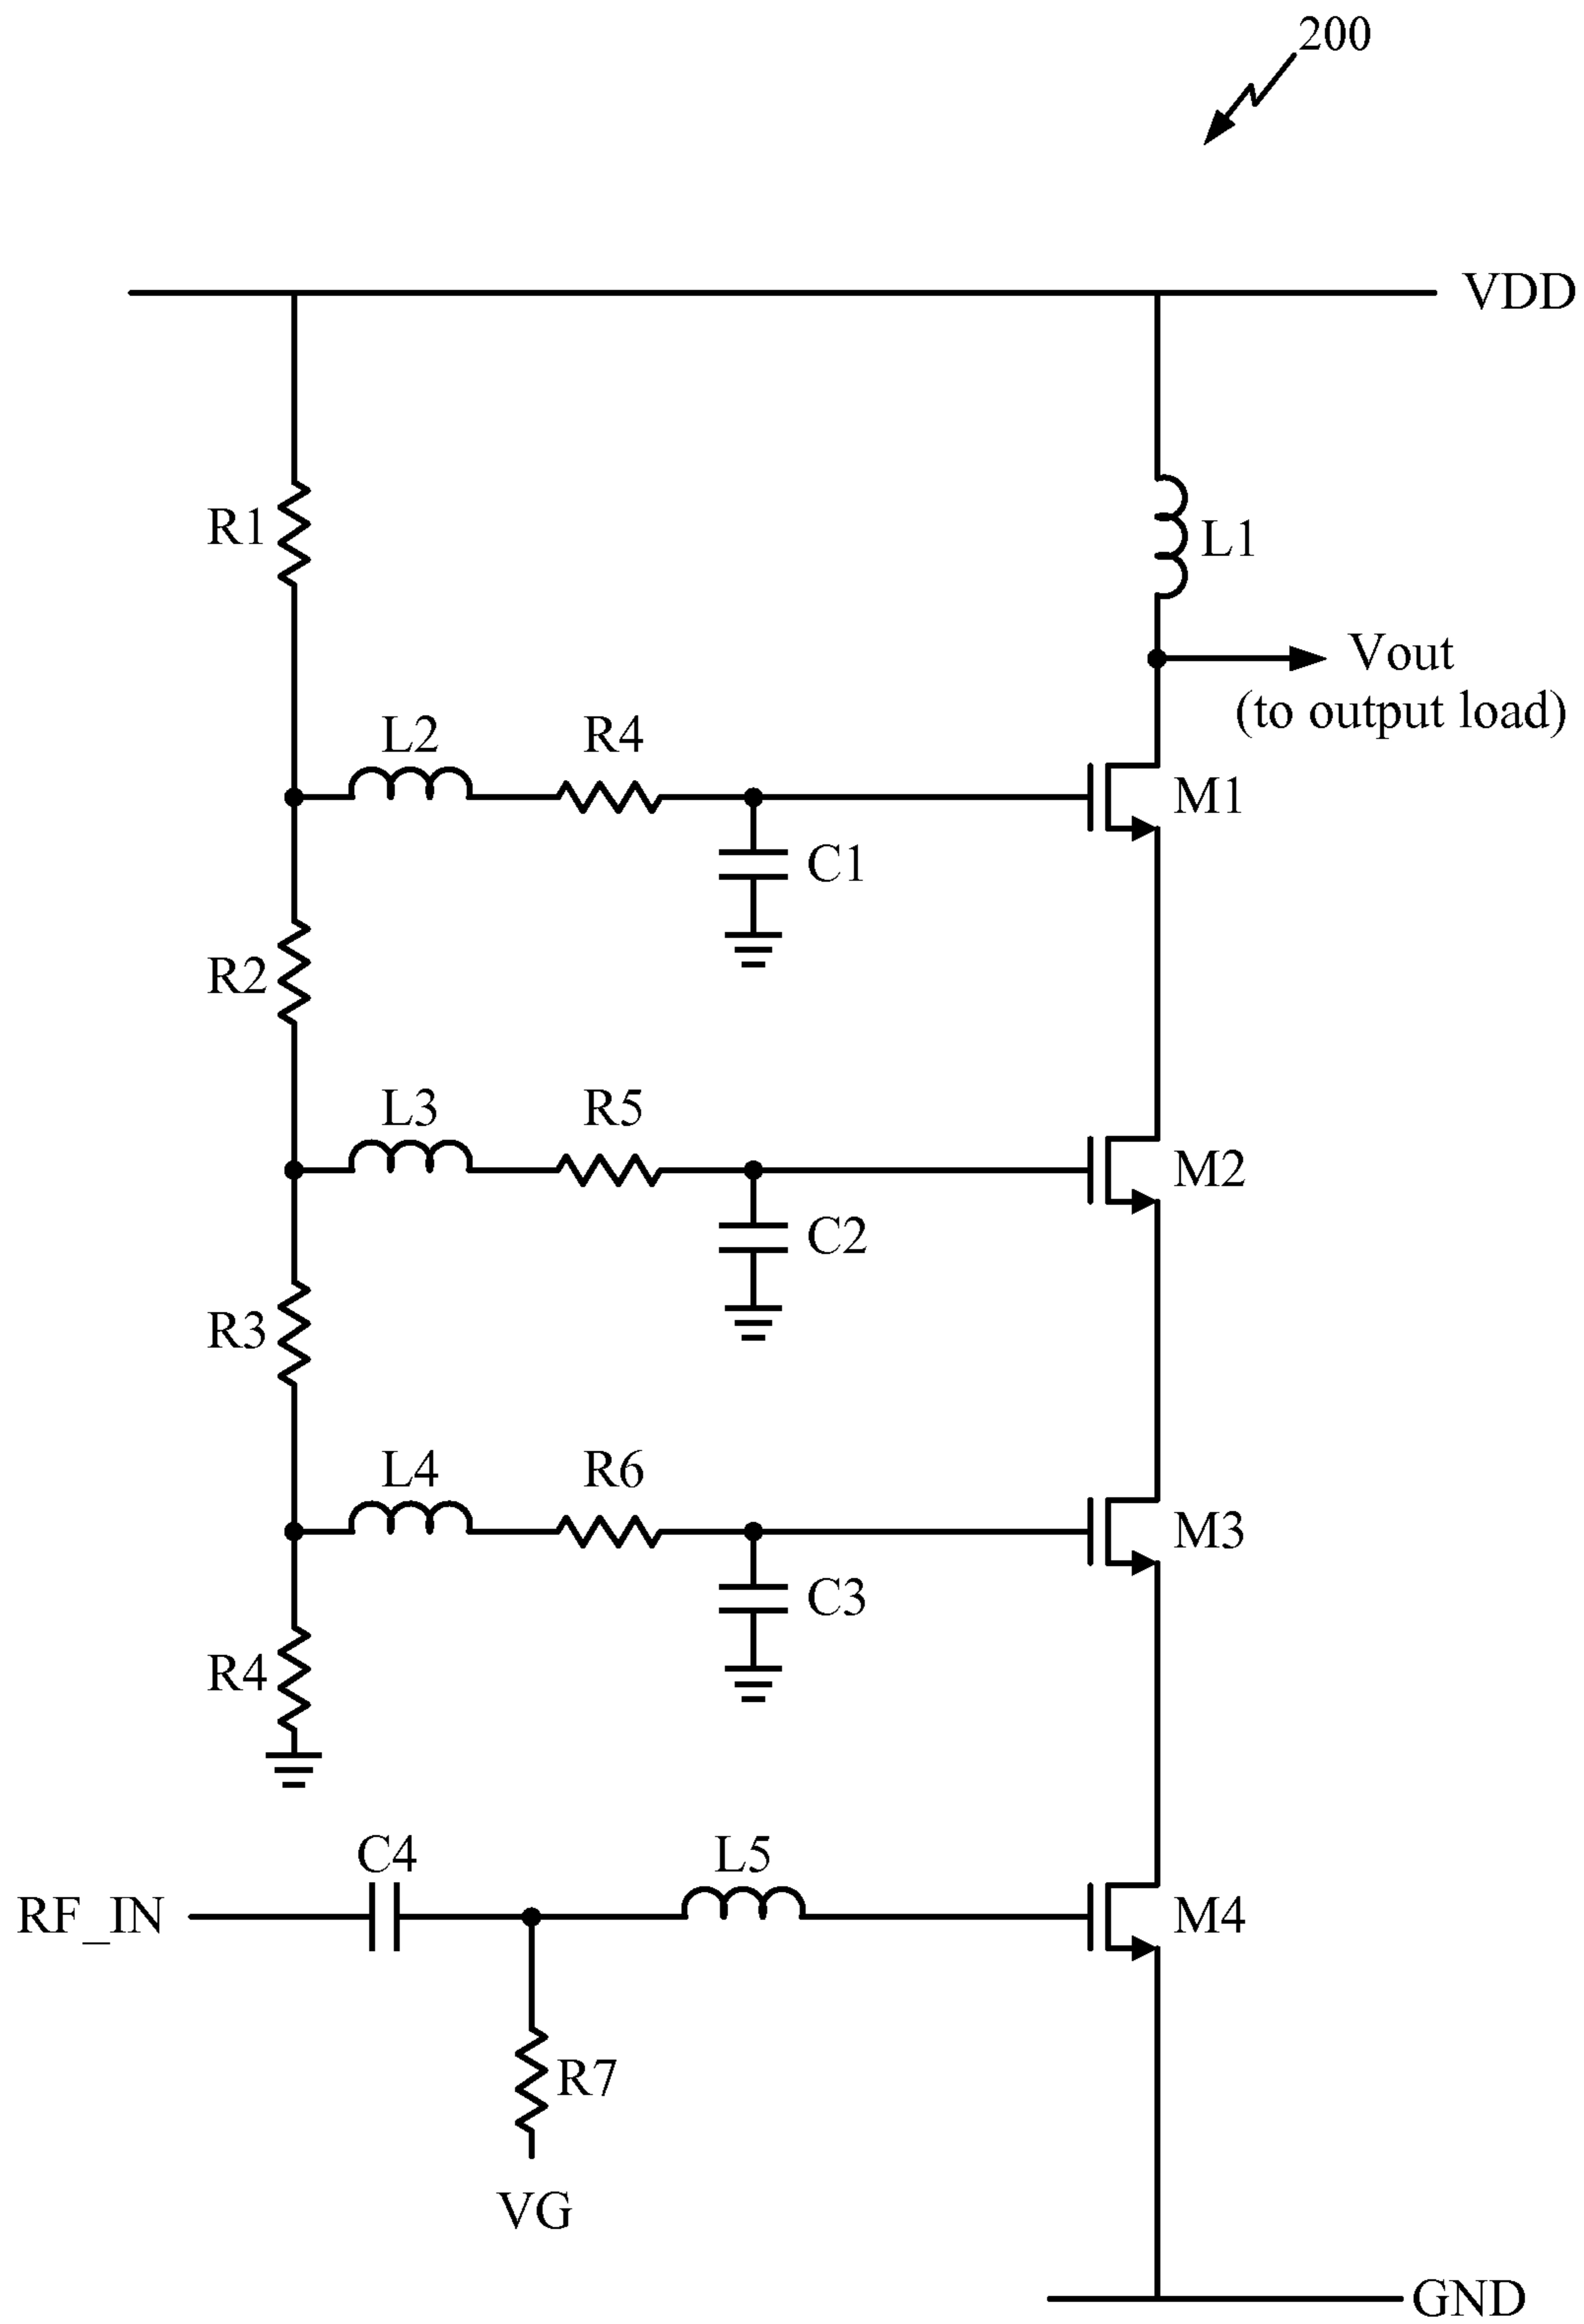 200
VDD
R1
L1
Vout
(to output load)
L2
R4
M1
C1
R2
L3
R5
M2
C2
R3
L4
R6
M3
C3
R4
C4
L5
RF_IN
M4
R7
VG
GND